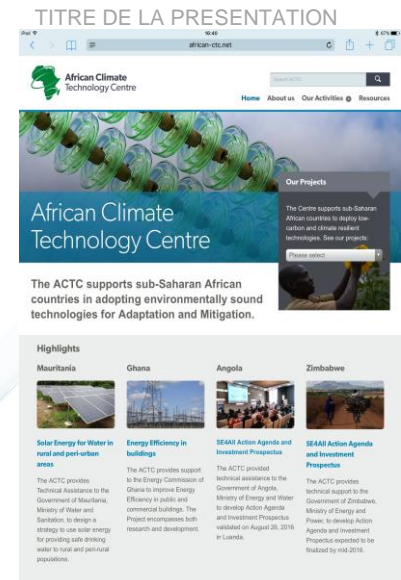 TITRE DE LA PRESENTATION
iPad
16:40
african-ctc.net
African Climate
Technology Centre
Search ACTC
Home About us Our Activities Resources
Our Projects
The Centre supports sub-Saharan
African countries to deploy low-
carbon and climate resilient
technologies. See our projects:
Please select
African Climate
Technology Centre
The ACTC supports sub-Saharan African
countries in adopting environmentally sound
technologies for Adaptation and Mitigation.
Highlights
Mauritania
Solar Energy for Water in
rural and peri-urban
areas
The ACTC provides
Technical Assistance to the
Government of Mauritania,
Ministry of Water and
Sanitation, to design a
strategy to use solar energy
for providing safe drinking
water to rural and peri-rural
populations.
Ghana
Energy Efficiency in
buildings
The ACTC provides support
to the Energy Commission of
Ghana to improve Energy
Efficiency in public and
commercial buildings. The
Project encompasses both
research and development.
Angola
SE4All Action Agenda and
Investment Prospectus
The ACTC provided
technical assistance to the
Government of Angola,
Ministry of Energy and Water
to develop Action Agenda
and Investment Prospectus
validated on August 26, 2016
in Luanda.
Zimbabwe
SE4All Action Agenda
and Investment
Prospectus
The ACTC provides
technical support to the
Government of Zimbabwe,
Ministry of Energy and
Power, to develop Action
Agenda and Investment
Prospectus expected to be
finalized by mid-2016.